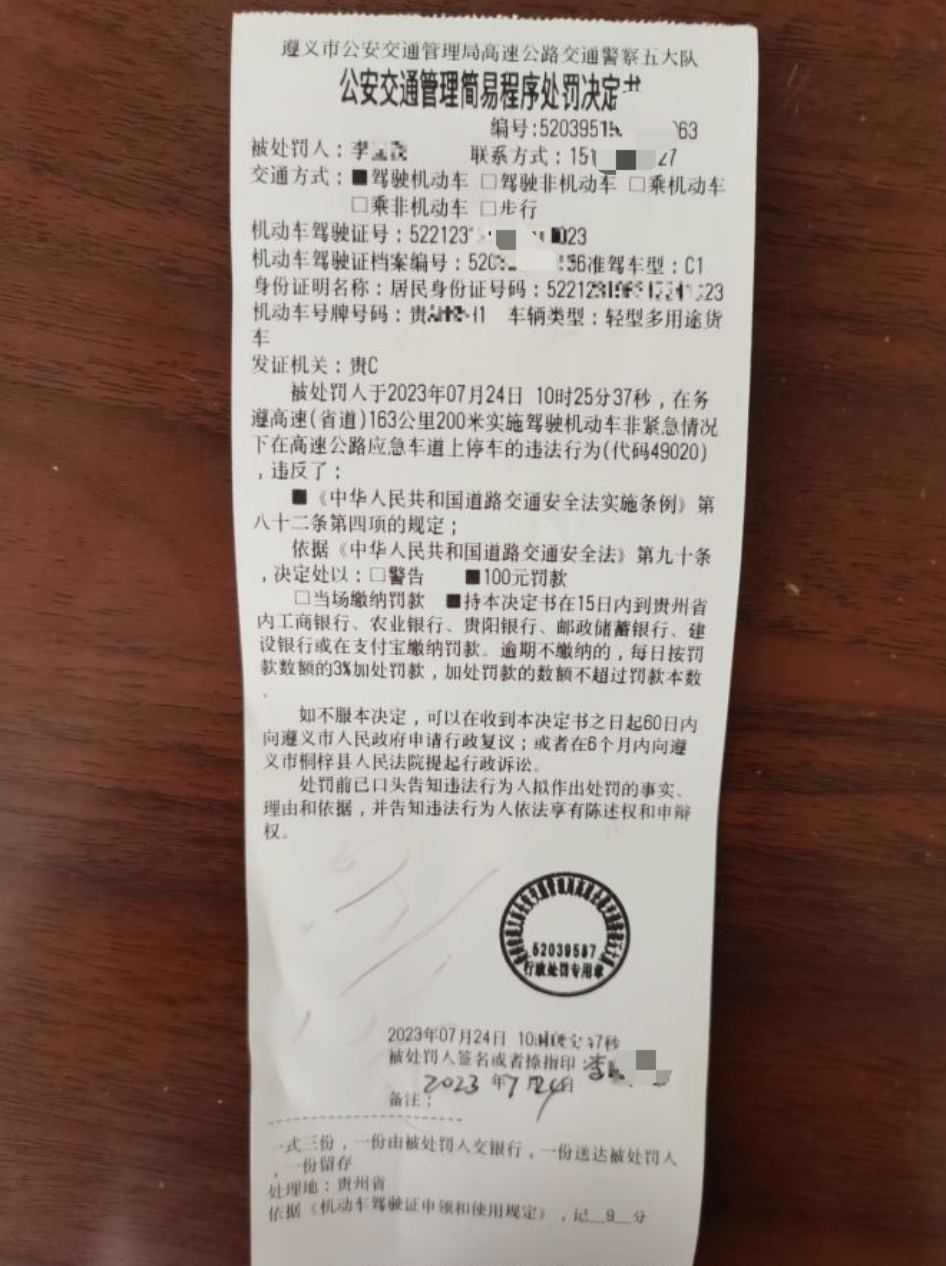 遵义市公安交通管理局高速公路交通警察五大队
公安交通管理简易程序处罚决定书
编号:5203951 063
被处罚人：李 联系方式：151 27
交通方式：■驾驶机动车 □驾驶非机动车 □乘机动车
□乘非机动车 □步行
机动车驾驶证号：522123 023
机动车驾驶证档案编号：520 36准驾车型：C1
身份证明名称：居民身份证号码：52212 23
机动车号牌号码：贵 1 车辆类型：轻型多用途货
车
发证机关：贵C
被处罚人于2023年07月24日 10时25分37秒，在务
遵高速(省道)163公里200米实施驾驶机动车非紧急情况
下在高速公路应急车道上停车的违法行为(代码49020)
，违反了：
■《中华人民共和国道路交通安全法实施条例》第
八十二条第四项的规定；
依据《中华人民共和国道路交通安全法》第九十条
，决定处以：□警告 ■100元罚款
□当场缴纳罚款 ■持本决定书在15日内到贵州省
内工商银行、农业银行、贵阳银行、邮政储蓄银行、建
设银行或在支付宝缴纳罚款。逾期不缴纳的，每日按罚
款数额的3%加处罚款，加处罚款的数额不超过罚款本数
。
如不服本决定，可以在收到本决定书之日起60日内
向遵义市人民政府申请行政复议；或者在6个月内向遵
义市桐梓县人民法院提起行政诉讼。
处罚前已口头告知违法行为人拟作出处罚的事实、
理由和依据，并告知违法行为人依法享有陈述权和申辩
权。
52039587
行政处罚专用章
2023年07月24日 10 7秒
被处罚人签名或者捺指印：李
2023年7月24日
备注：
一式三份，一份由被处罚人交银行，一份送达被处罚人
，一份留存
处理地：贵州省
依据《机动车驾驶证申领和使用规定》，记__9__分